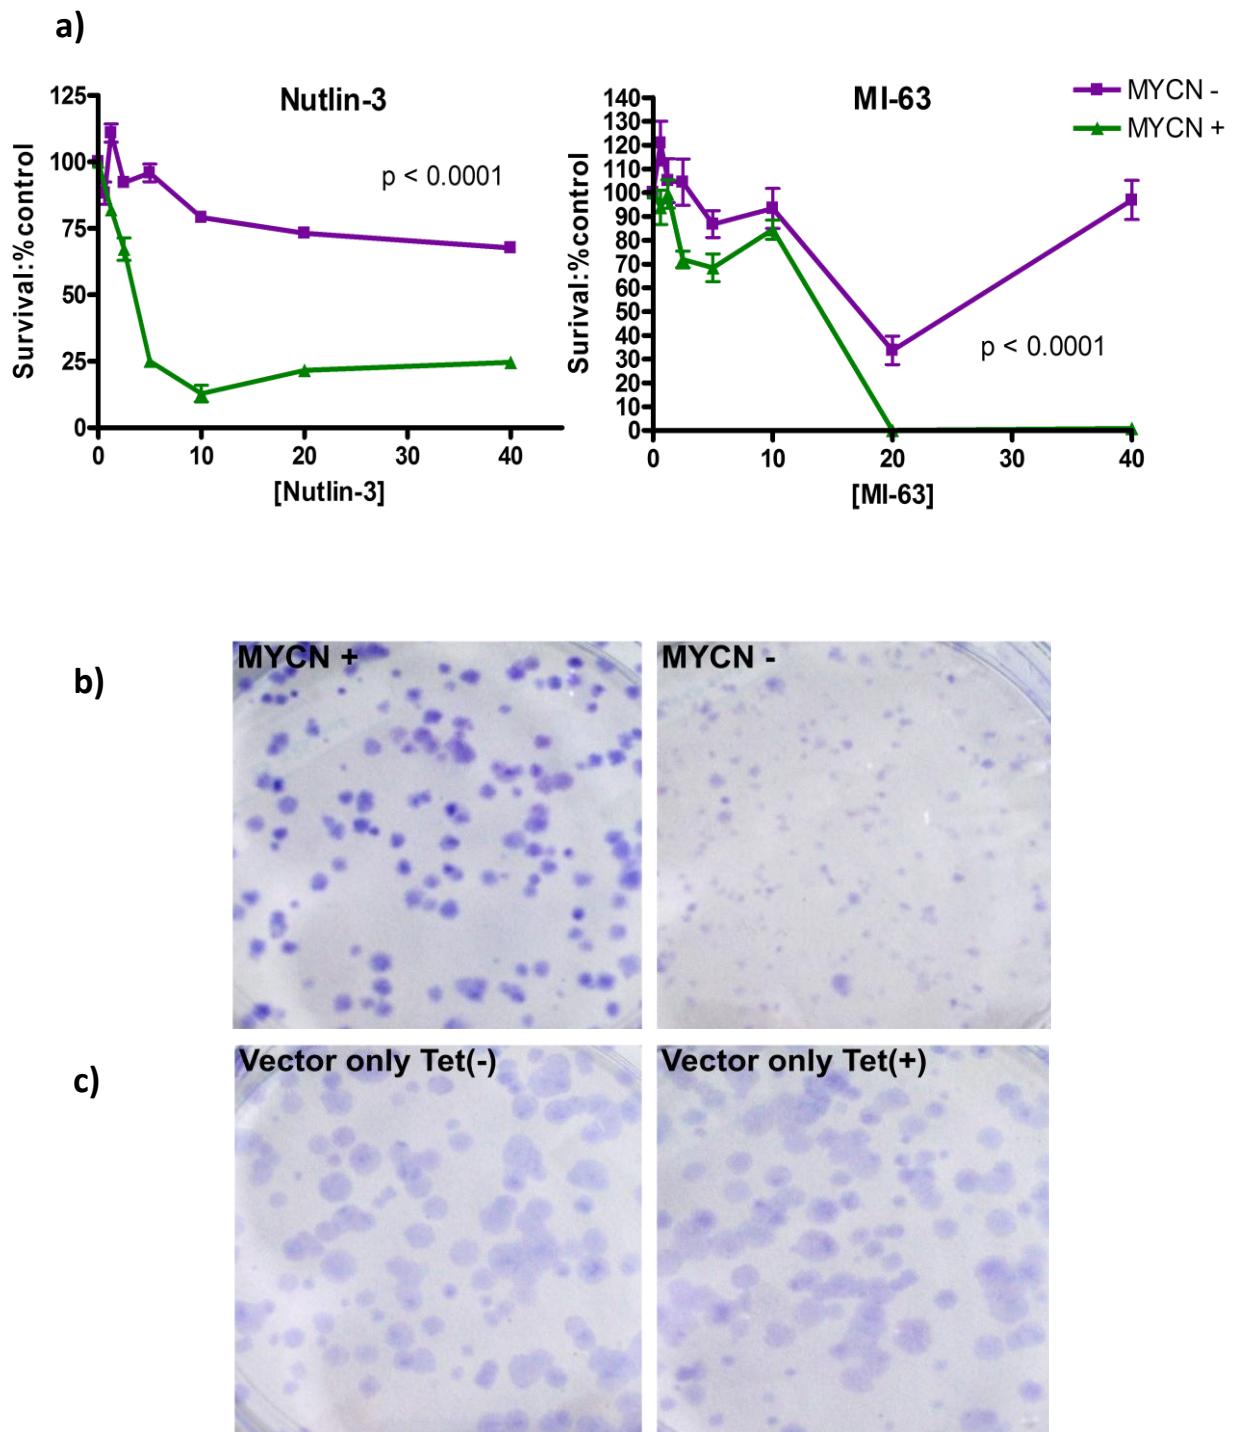 a)
Nutlin-3
125
100
75
50
25
0
Survival:%control
p < 0.0001
0 10 20 30 40
[Nutlin-3]
MI-63
140
130
120
110
100
90
80
70
60
50
40
30
20
10
0
Surival:%control
p < 0.0001
0 10 20 30 40
[MI-63]
MYCN -
MYCN +
b)
MYCN +
MYCN -
c)
Vector only Tet(-)
Vector only Tet(+)